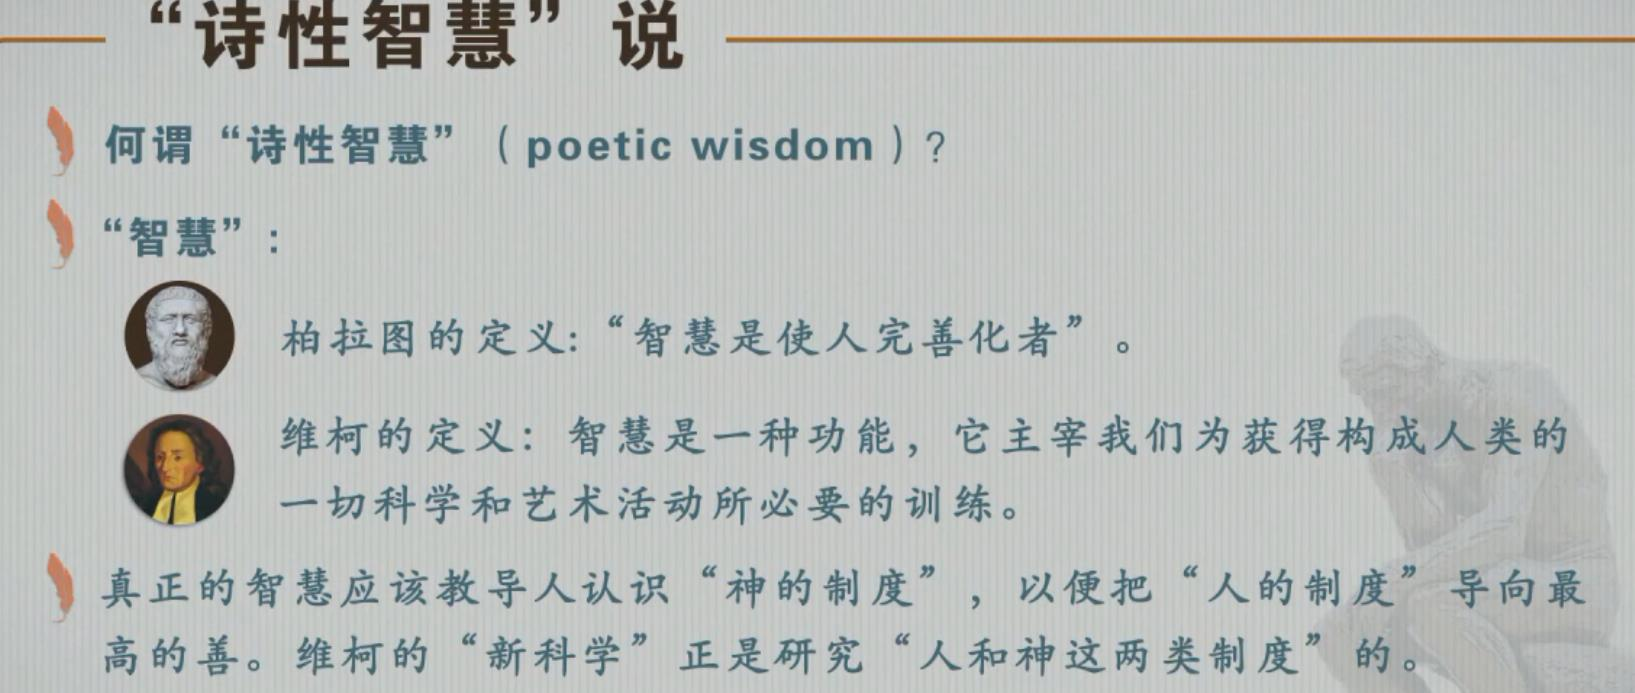 “诗性智慧”说
何谓“诗性智慧”（poetic wisdom）？
“智慧”：
柏拉图的定义：“智慧是使人完善化者”。
维柯的定义：智慧是一种功能，它主宰我们为获得构成人类的
一切科学和艺术活动所必要的训练。
真正的智慧应该教导人认识“神的制度”，以便把“人的制度”导向最
高的善。维柯的“新科学”正是研究“人和神这两类制度”的。